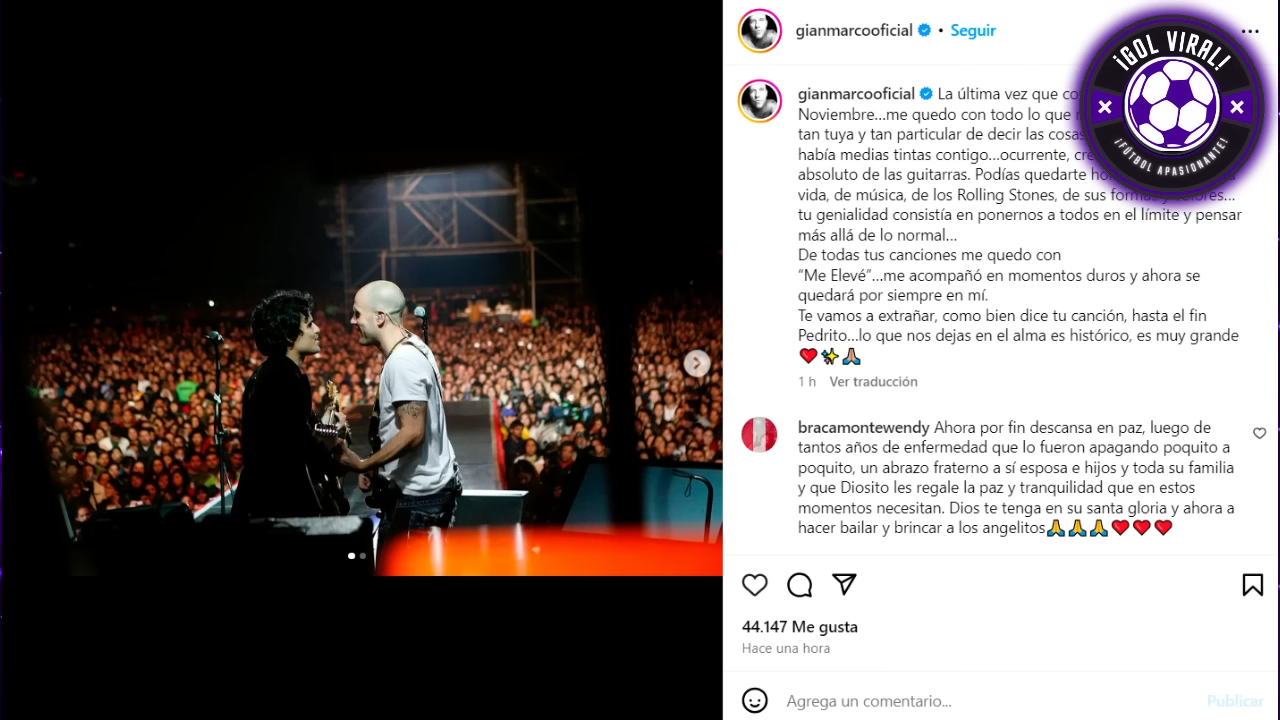 gianmarcooficial • Seguir
¡GOL VIRAL!
¡FÚTBOL APASIONANTE!
gianmarcooficial La última vez que
Noviembre...me quedo con todo lo que
tan tuya y tan particular de decir las cosas
había medias tintas contigo...ocurrente,
absoluto de las guitarras. Podías quedarte
vida, de música, de los Rolling Stones, de sus
tu genialidad consistía en ponernos a todos en el límite y pensar
más allá de lo normal...
De todas tus canciones me quedo con
“Me Elevé”...me acompañó en momentos duros y ahora se
quedará por siempre en mí.
Te vamos a extrañar, como bien dice tu canción, hasta el fin
Pedrito...lo que nos dejas en el alma es histórico, es muy grande
❤️✨🙏🏽
1 h Ver traducción
bracamontewendy Ahora por fin descansa en paz, luego de
tantos años de enfermedad que lo fueron apagando poquito a
poquito, un abrazo fraterno a sí esposa e hijos y toda su familia
y que Diosito les regale la paz y tranquilidad que en estos
momentos necesitan. Dios te tenga en su santa gloria y ahora a
hacer bailar y brincar a los angelitos🙏🙏🙏❤️❤️❤️
44.147 Me gusta
Hace una hora
Agrega un comentario...
Publicar